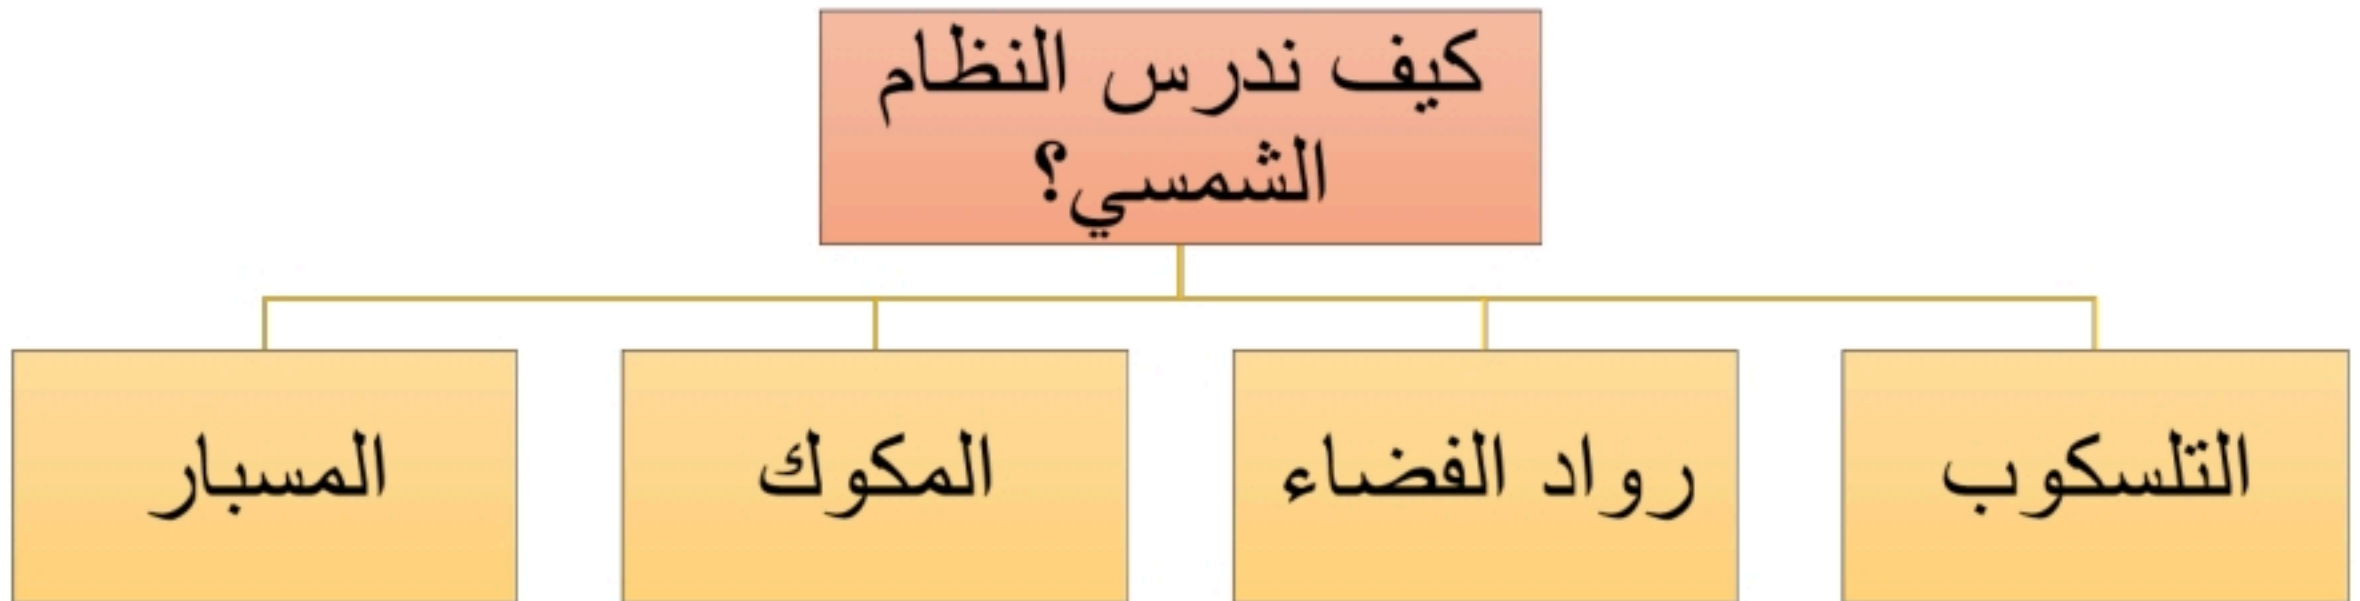 كيف ندرس النظام
الشمسي؟
التلسكوب
رواد الفضاء
المكوك
المسبار